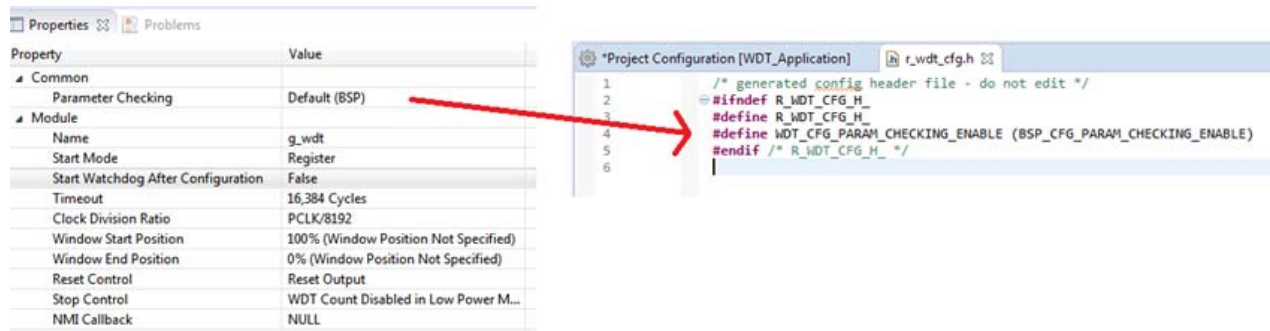 Properties Problems
Property Value
Common
Parameter Checking Default (BSP)
Module
Name g_wdt
Start Mode Register
Start Watchdog After Configuration False
Timeout 16,384 Cycles
Clock Division Ratio PCLK/8192
Window Start Position 100% (Window Position Not Specified)
Window End Position 0% (Window Position Not Specified)
Reset Control Reset Output
Stop Control WDT Count Disabled in Low Power M...
NMI Callback NULL
*Project Configuration [WDT_Application] r_wdt_cfg.h
1 /* generated config header file - do not edit */
2 #ifndef R_WDT_CFG_H_
3 #define R_WDT_CFG_H_
4 #define WDT_CFG_PARAM_CHECKING_ENABLE (BSP_CFG_PARAM_CHECKING_ENABLE)
5 #endif /* R_WDT_CFG_H_ */
6